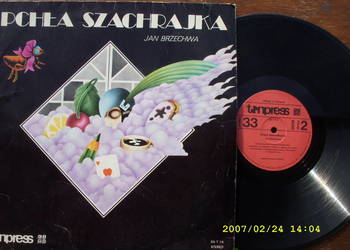 PCHŁA SZACHRAJKA
JAN BRZECHWA
tonpress
tonpress
33
2
2007/02/24 14:04